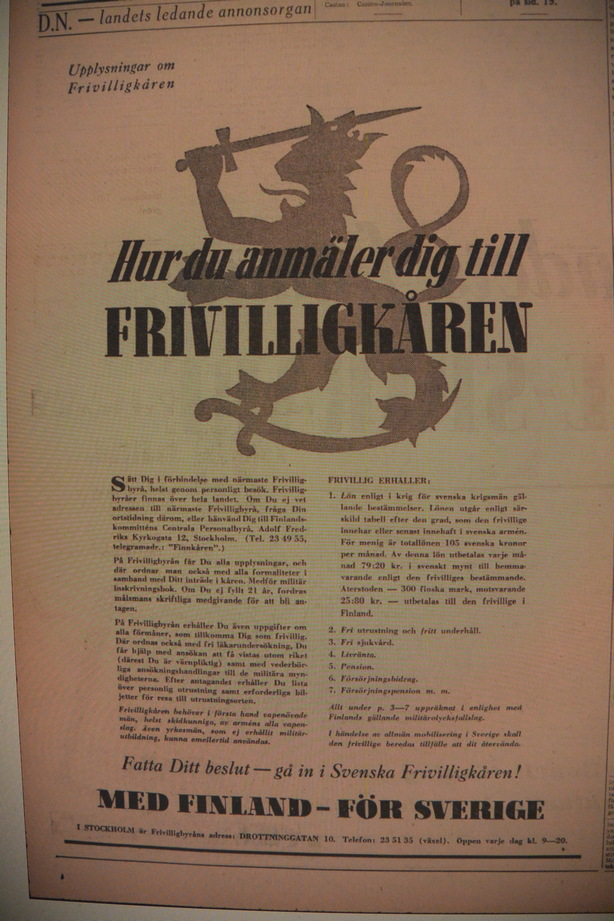 D.N. — landets ledande annonsorgan
på sid. 19.
Upplysningar om
Frivilligkåren
Hur du anmäler dig till
FRIVILLIGKÅREN
Sätt Dig i förbindelse med närmaste Frivillig-
byrå, helst genom personligt besök. Frivillig-
byråer finnas över hela landet. Om Du ej vet
adressen till närmaste Frivilligbyrå, fråga Din
ortstidning därom, eller hänvänd Dig till Finlands-
kommitténs Centrala Personalbyrå, Adolf Fred-
riks Kyrkogata 12, Stockholm. (Tel. 23 49 55,
telegramadr.: "Finnkåren".)
På Frivilligbyrån får Du alla upplysningar, och
där ordnar man också med alla formaliteter i
samband med Ditt inträde i kåren. Medför militär
inskrivningsbok. Om Du ej fyllt 21 år, fordras
målsmans skriftliga medgivande för att bli an-
tagen.
På Frivilligbyrån erhåller Du även uppgifter om
alla förmåner, som tillkomma Dig som frivillig.
Där ordnas också med fri läkarundersökning, Du
får hjälp med ansökan att få vistas utom riket
(därest Du är värnpliktig) samt med vederbör-
liga ansökningshandlingar till de militära myn-
digheterna. Efter antagandet erhåller Du lista
över personlig utrustning samt erforderliga bil-
jetter för resa till utrustningsorten.
Frivilligkåren behöver i första hand vapenövade
män, helst skidkunniga, av arméns alla vapen-
slag. Även yrkesmän, som ej erhållit militär-
utbildning, kunna emellertid användas.
FRIVILLIG ERHÅLLER:
1. Lön enligt i krig för svenska krigsmän gäl-
lande bestämmelser. Lönen utgår enligt sär-
skild tabell efter den grad, som den frivillige
innehar eller senast innehaft i svenska armén.
För menig är totallönen 105 svenska kronor
per månad. Av denna lön utbetalas varje må-
nad 79:20 kr. i svenskt mynt till hemma-
varande enligt den frivilliges bestämmande.
Återstoden — 300 finska mark, motsvarande
25:80 kr. — utbetalas till den frivillige i
Finland.
2. Fri utrustning och fritt underhåll.
3. Fri sjukvård.
4. Livränta.
5. Pension.
6. Försörjningsbidrag.
7. Försörjningspension m. m.
Allt under p. 3—7 uppräknat i enlighet med
Finlands gällande militärolycksfallslag.
I händelse av allmän mobilisering i Sverige skall
den frivillige beredas tillfälle att dit återvända.
Fatta Ditt beslut — gå in i Svenska Frivilligkåren!
MED FINLAND – FÖR SVERIGE
I STOCKHOLM är Frivilligbyråns adress: DROTTNINGGATAN 10. Telefon: 23 51 35 (växel). Öppen varje dag kl. 9—20.